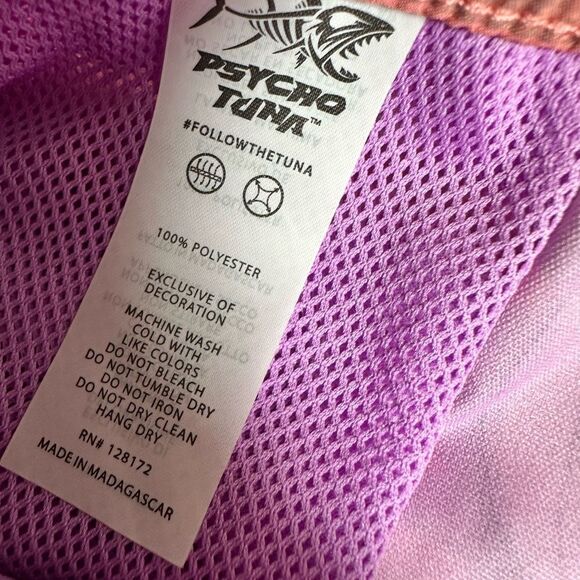 PSYCHO
TUNA™
#FOLLOWTHETUNA
100% POLYESTER
EXCLUSIVE OF
DECORATION
MACHINE WASH
COLD WITH
LIKE COLORS
DO NOT BLEACH
DO NOT TUMBLE DRY
DO NOT IRON
DO NOT DRY CLEAN
HANG DRY
RN# 128172
MADE IN MADAGASCAR